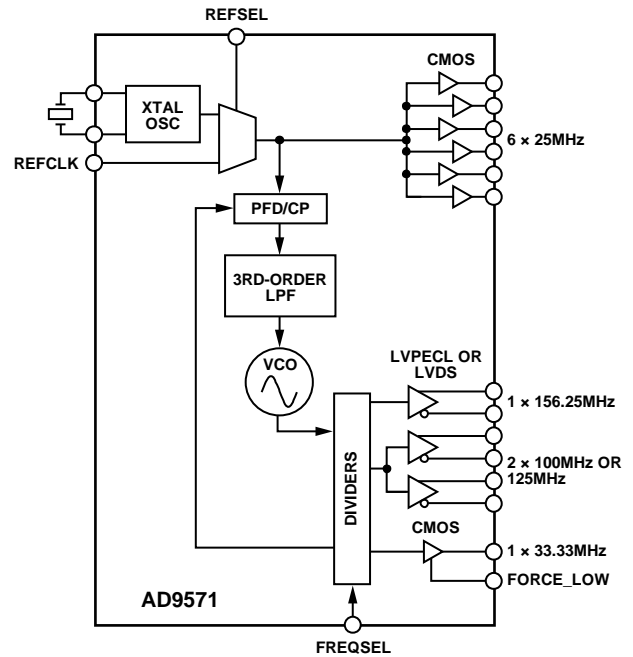 REFSEL
CMOS
XTAL
OSC
REFCLK
6 × 25MHz
PFD/CP
3RD-ORDER
LPF
VCO
LVPECL OR
LVDS
1 × 156.25MHz
DIVIDERS
2 × 100MHz OR
125MHz
CMOS
1 × 33.33MHz
FORCE_LOW
AD9571
FREQSEL